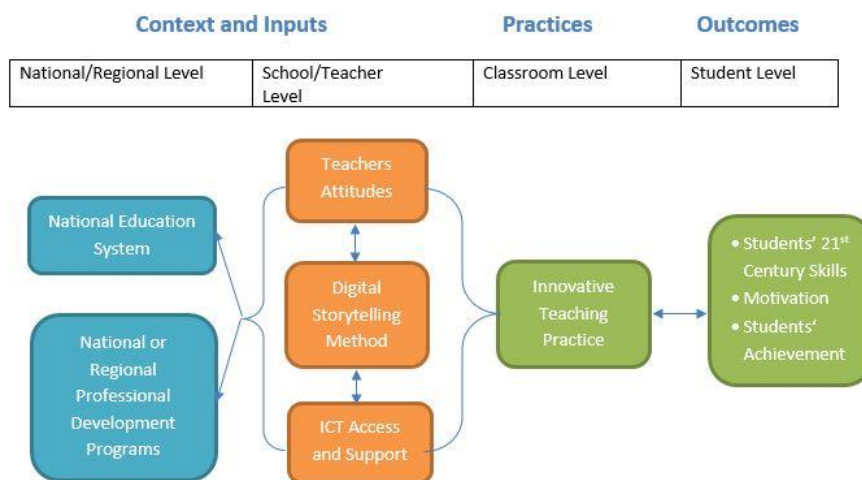 Context and Inputs
Practices
Outcomes
National/Regional Level
School/Teacher
Level
Classroom Level
Student Level
Teachers
Attitudes
National Education
System
Digital
Storytelling
Method
National or
Regional
Professional
Development
Programs
ICT Access
and Support
Innovative
Teaching
Practice
• Students' 21st
Century Skills
• Motivation
• Students‘
Achievement